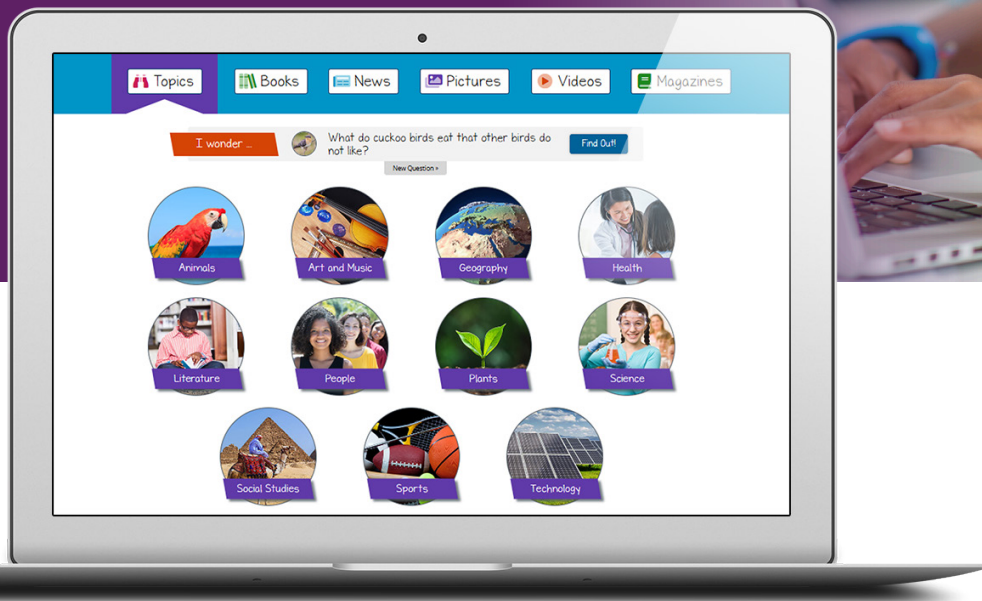 Topics
Books
News
Pictures
Videos
Magazines
I wonder ...
What do cuckoo birds eat that other birds do
not like?
Find Out!
New Question »
Animals
Art and Music
Geography
Health
Literature
People
Plants
Science
Social Studies
Sports
Technology